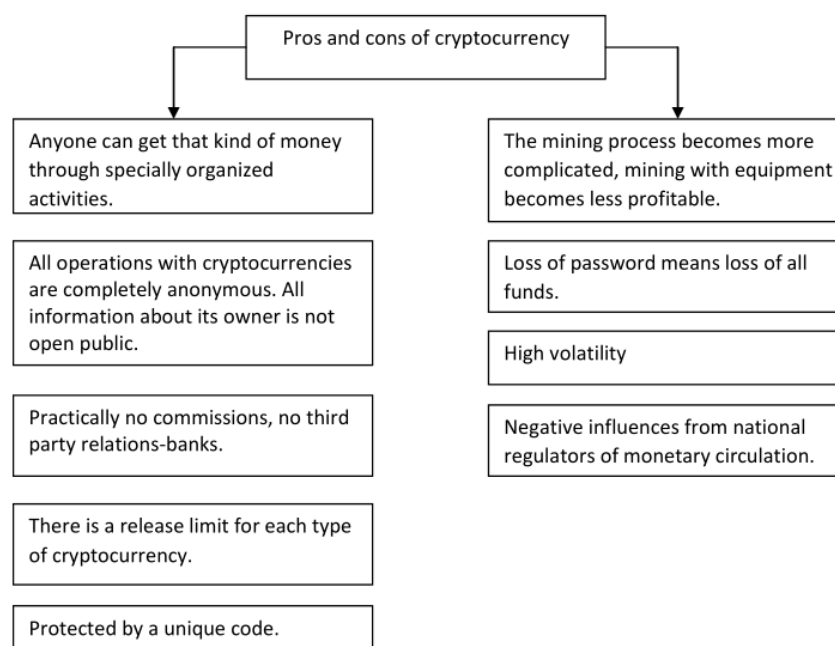 Pros and cons of cryptocurrency
Anyone can get that kind of money
through specially organized
activities.
All operations with cryptocurrencies
are completely anonymous. All
information about its owner is not
open public.
Practically no commissions, no third
party relations-banks.
There is a release limit for each type
of cryptocurrency.
Protected by a unique code.
The mining process becomes more
complicated, mining with equipment
becomes less profitable.
Loss of password means loss of all
funds.
High volatility
Negative influences from national
regulators of monetary circulation.